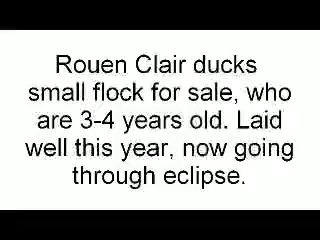 Rouen Clair ducks
small flock for sale, who
are 3-4 years old. Laid
well this year, now going
through eclipse.